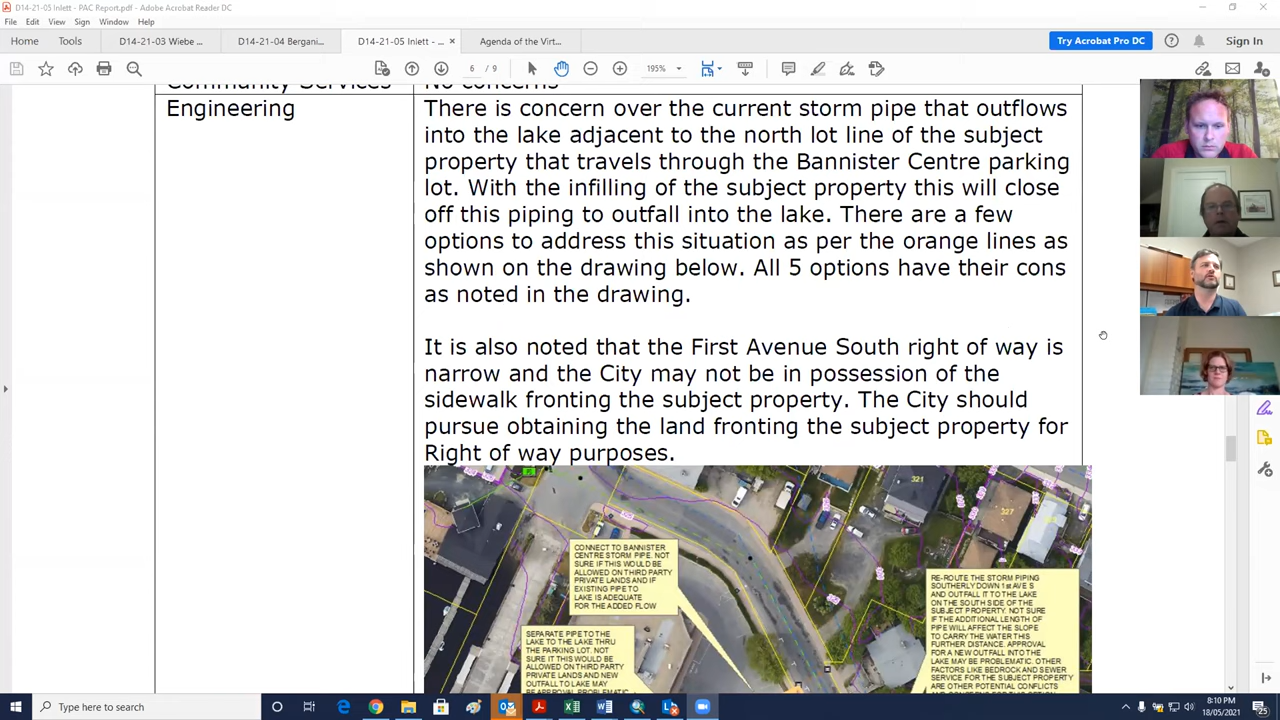 D14-21-05 Inlett - PAC Report.pdf - Adobe Acrobat Reader DC
File Edit View Sign Window Help
Home Tools D14-21-03 Wiebe ... D14-21-04 Bergani... D14-21-05 Inlett - ... × Agenda of the Virt... Try Acrobat Pro DC Sign In
6 / 9 195%
Community Services No concerns
Engineering
There is concern over the current storm pipe that outflows
into the lake adjacent to the north lot line of the subject
property that travels through the Bannister Centre parking
lot. With the infilling of the subject property this will close
off this piping to outfall into the lake. There are a few
options to address this situation as per the orange lines as
shown on the drawing below. All 5 options have their cons
as noted in the drawing.
It is also noted that the First Avenue South right of way is
narrow and the City may not be in possession of the
sidewalk fronting the subject property. The City should
pursue obtaining the land fronting the subject property for
Right of way purposes.
321
327
CONNECT TO BANNISTER
CENTRE STORM PIPE. NOT
SURE IF THIS WOULD BE
ALLOWED ON THIRD PARTY
PRIVATE LANDS AND IF
EXISTING PIPE TO
LAKE IS ADEQUATE
FOR THE ADDED FLOW
SEPARATE PIPE TO THE
LAKE TO THE LAKE THRU
THE PARKING LOT. NOT
SURE IT THIS WOULD BE
ALLOWED ON THIRD PARTY
PRIVATE LANDS AND NEW
OUTFALL TO LAKE MAY
BE APPROVAL PROBLEMATIC
RE-ROUTE THE STORM PIPING
SOUTHERLY DOWN 1st AVE S
AND OUTFALL IT TO THE LAKE
ON THE SOUTH SIDE OF THE
SUBJECT PROPERTY. NOT SURE
IF THE ADDITIONAL LENGTH OF
PIPE WILL AFFECT THE SLOPE
TO CARRY THE WATER THIS
FURTHER DISTANCE. APPROVAL
FOR A NEW OUTFALL INTO THE
LAKE MAY BE PROBLEMATIC. OTHER
FACTORS LIKE BEDROCK AND SEWER
SERVICE FOR THE SUBJECT PROPERTY
ARE OTHER POTENTIAL CONFLICTS
Type here to search
8:10 PM
18/05/2021
25